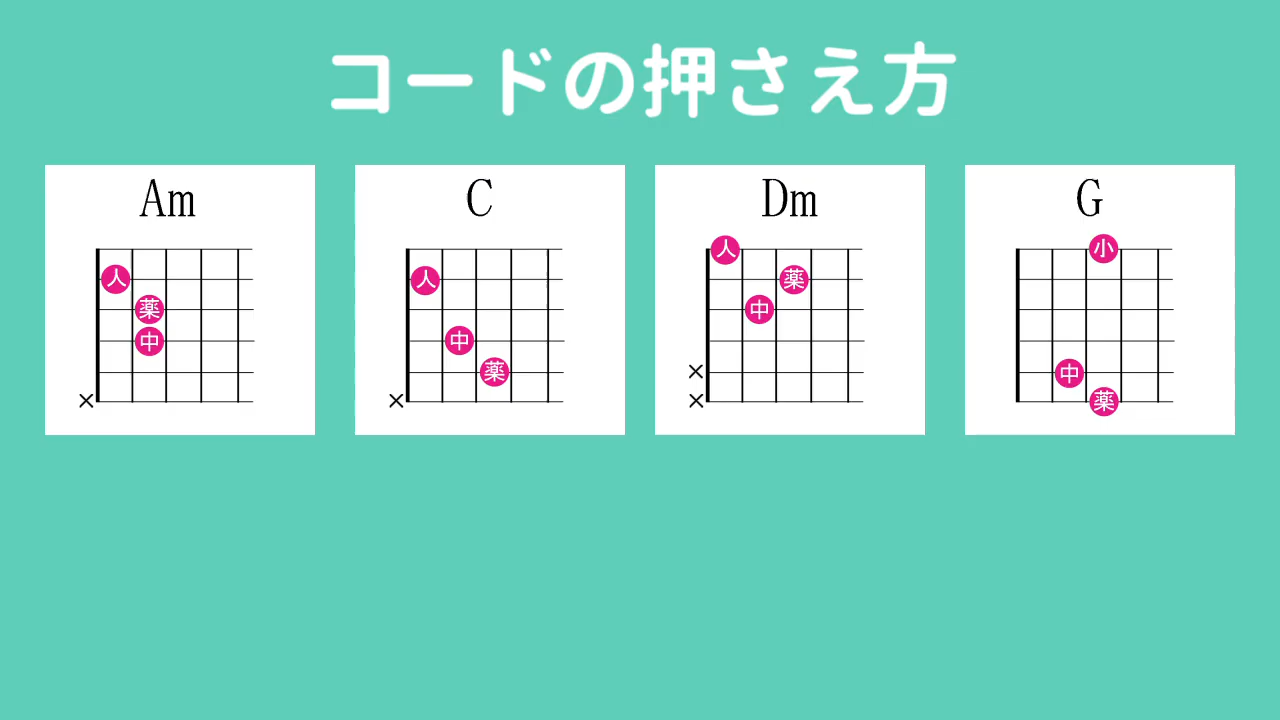 コードの押さえ方
Am C Dm G
人 薬 中 ×
人 中 薬 ×
人 薬 中 × ×
小 中 薬